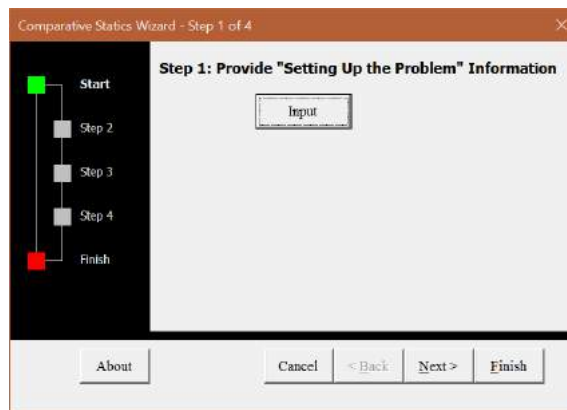 Comparative Statics Wizard - Step 1 of 4
Step 1: Provide "Setting Up the Problem" Information
Start
Input
Step 2
Step 3
Step 4
Finish
About
Cancel
< Back
Next >
Finish